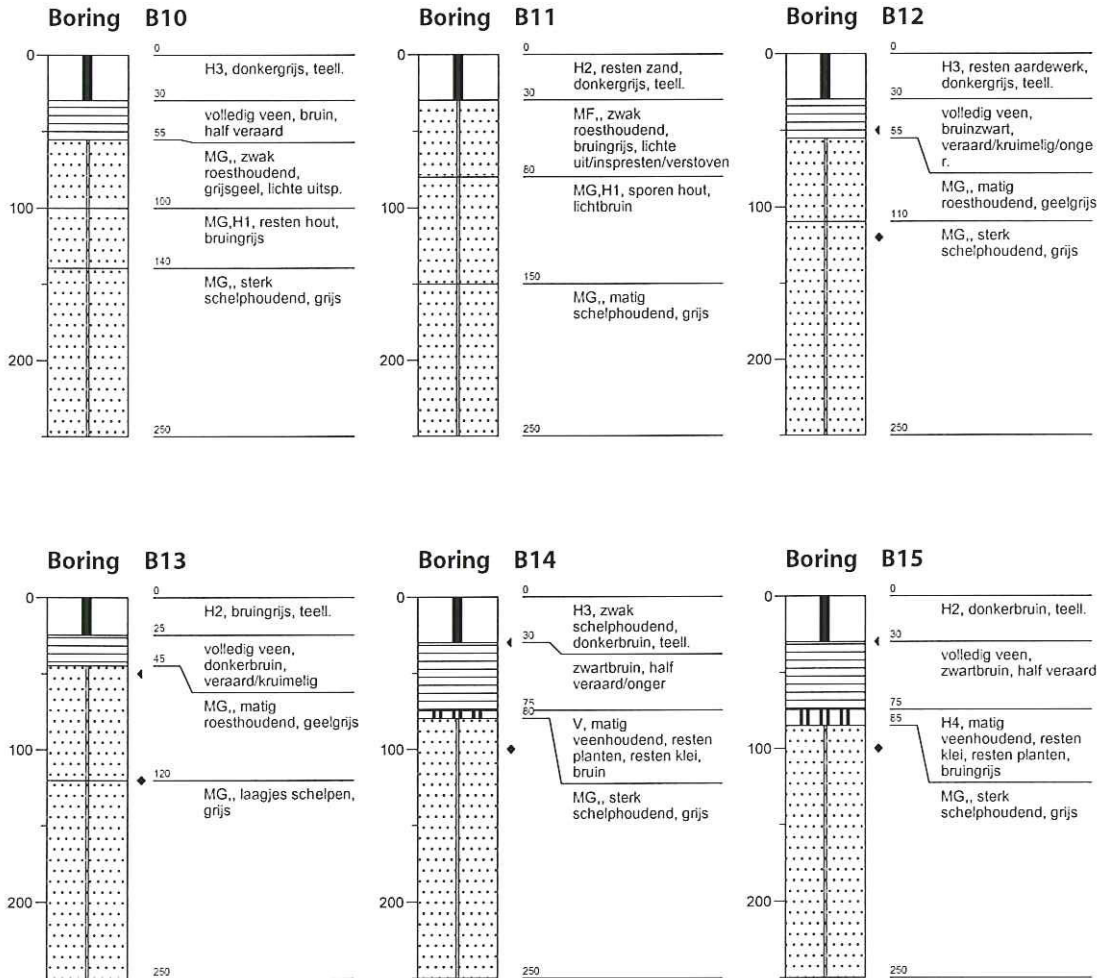 Boring B10
0
0
H3, donkergrijs, teell.
30
volledig veen, bruin,
half veraard
55
MG,, zwak
roesthoudend,
grijsgeel, lichte uitsp.
100
100
MG,H1, resten hout,
bruingrijs
140
MG,, sterk
schelphoudend, grijs
200
250
Boring B11
0
0
H2, resten zand,
donkergrijs, teell.
30
MF,, zwak
roesthoudend,
bruingrijs, lichte
uit/inspresten/verstoven
80
MG,H1, sporen hout,
lichtbruin
100
150
MG,, matig
schelphoudend, grijs
200
250
Boring B12
0
0
H3, resten aardewerk,
donkergrijs, teell.
30
volledig veen,
bruinzwart,
veraard/kruimelig/onge
r.
55
MG,, matig
roesthoudend, geelgrijs
100
110
MG,, sterk
schelphoudend, grijs
200
250
Boring B13
0
0
H2, bruingrijs, teell.
25
volledig veen,
donkerbruin,
veraard/kruimelig
45
MG,, matig
roesthoudend, geelgrijs
100
120
MG,, laagjes schelpen,
grijs
200
250
Boring B14
0
0
H3, zwak
schelphoudend,
donkerbruin, teell.
30
zwartbruin, half
veraard/onger
75
80
V, matig
veenhoudend, resten
planten, resten klei,
bruin
100
MG,, sterk
schelphoudend, grijs
200
250
Boring B15
0
0
H2, donkerbruin, teell.
30
volledig veen,
zwartbruin, half veraard
75
85
H4, matig
veenhoudend, resten
klei, resten planten,
bruingrijs
100
MG,, sterk
schelphoudend, grijs
200
250